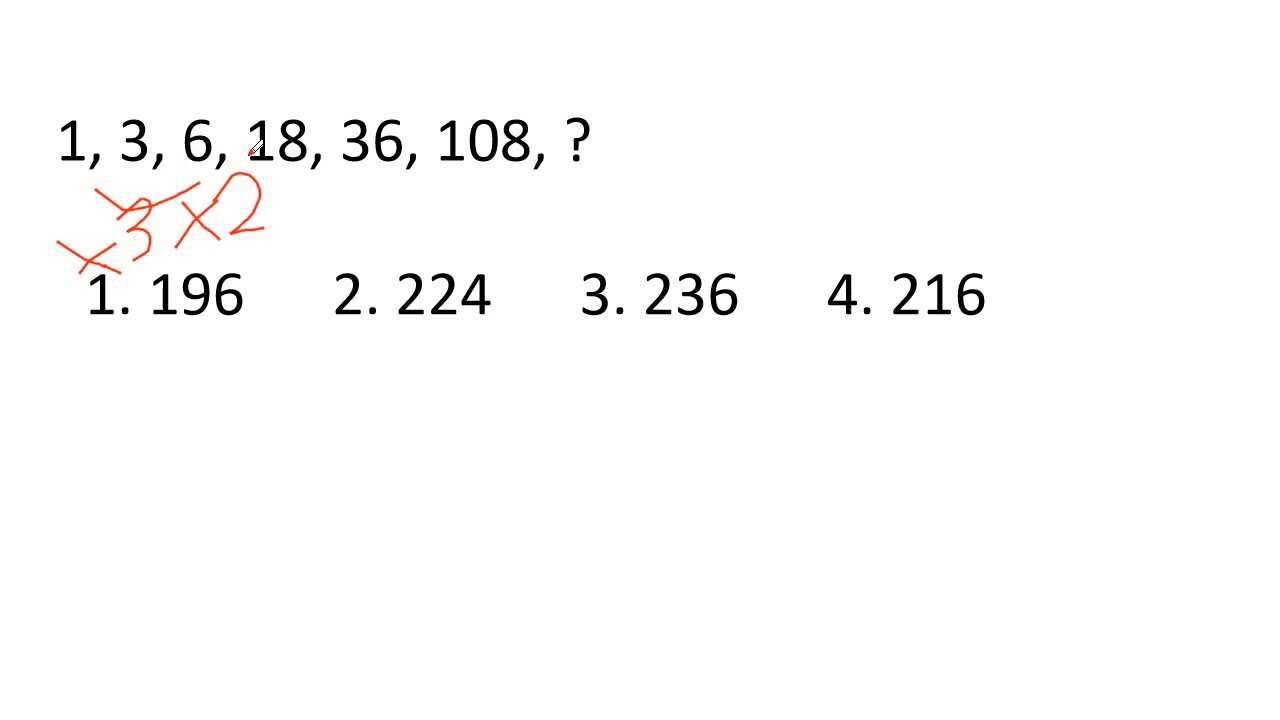 1, 3, 6, 18, 36, 108, ?
×3 ×2
1. 196 2. 224 3. 236 4. 216